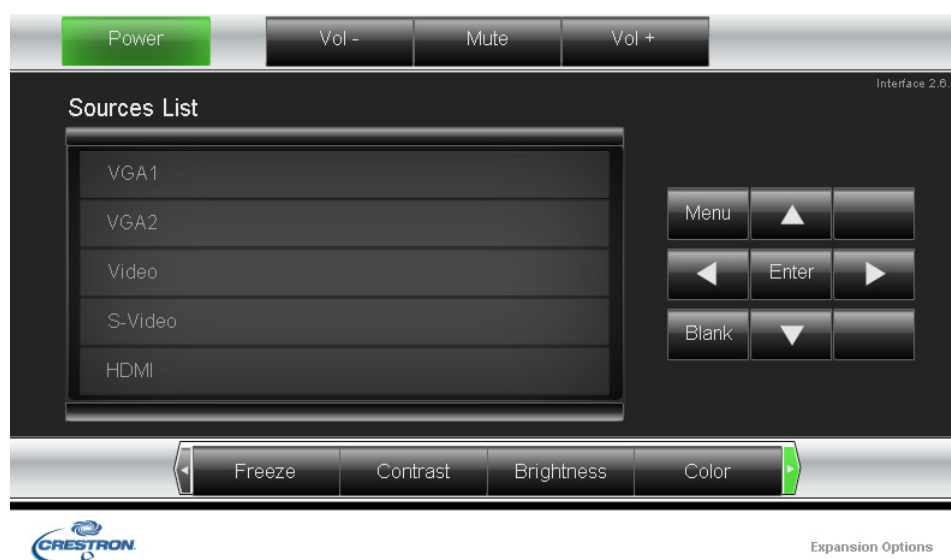 Power Vol - Mute Vol +
Interface 2.6.
Sources List
VGA1
VGA2
Video
S-Video
HDMI
Menu
Enter
Blank
Freeze Contrast Brightness Color
CRESTRON
Expansion Options